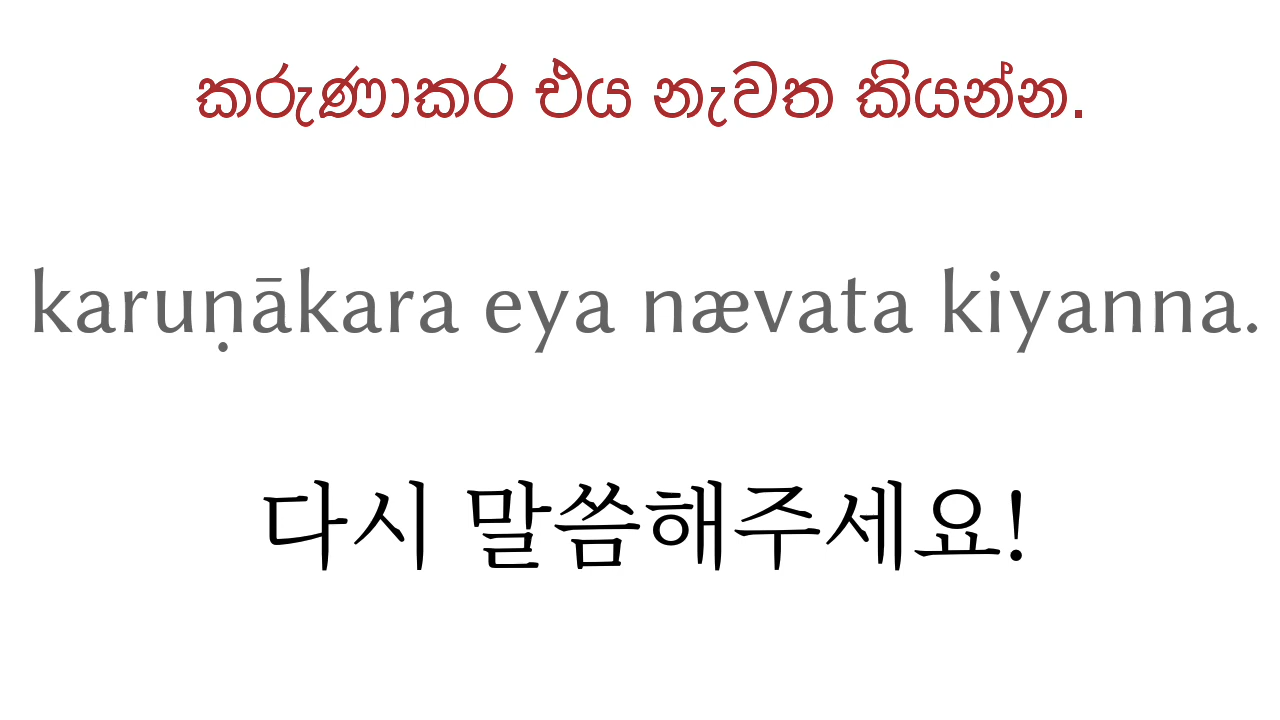 කරුණාකර එය නැවත කියන්න.
karuṇākara eya nævata kiyanna.
다시 말씀해주세요!